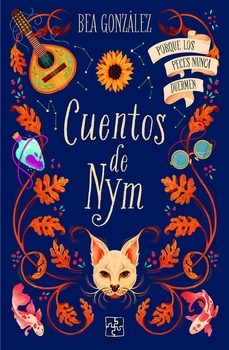 BEA GONZÁLEZ
PORQUE LOS
PECES NUNCA
DUERMEN
Cuentos
de
Nym